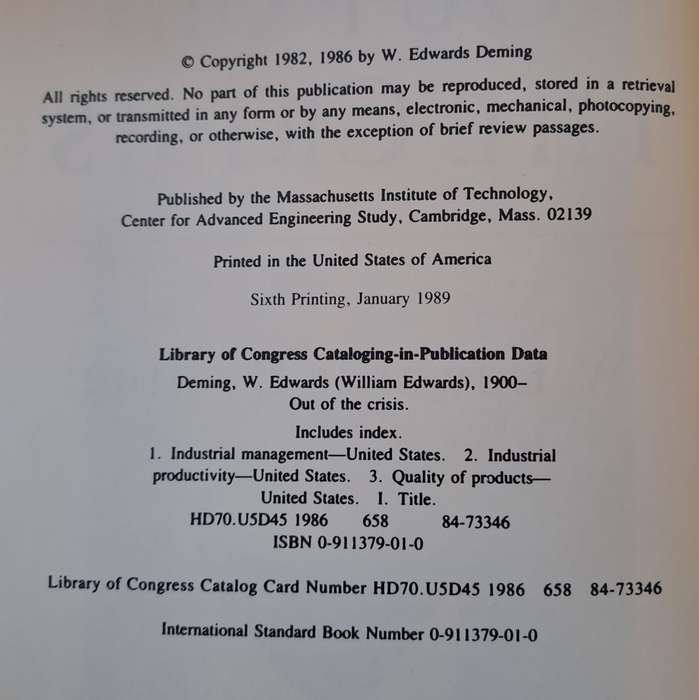 © Copyright 1982, 1986 by W. Edwards Deming
All rights reserved. No part of this publication may be reproduced, stored in a retrieval
system, or transmitted in any form or by any means, electronic, mechanical, photocopying,
recording, or otherwise, with the exception of brief review passages.
Published by the Massachusetts Institute of Technology,
Center for Advanced Engineering Study, Cambridge, Mass. 02139
Printed in the United States of America
Sixth Printing, January 1989
Library of Congress Cataloging-in-Publication Data
Deming, W. Edwards (William Edwards), 1900–
Out of the crisis.
Includes index.
1. Industrial management—United States. 2. Industrial
productivity—United States. 3. Quality of products—
United States. I. Title.
HD70.U5D45 1986 658 84-73346
ISBN 0-911379-01-0
Library of Congress Catalog Card Number HD70.U5D45 1986 658 84-73346
International Standard Book Number 0-911379-01-0